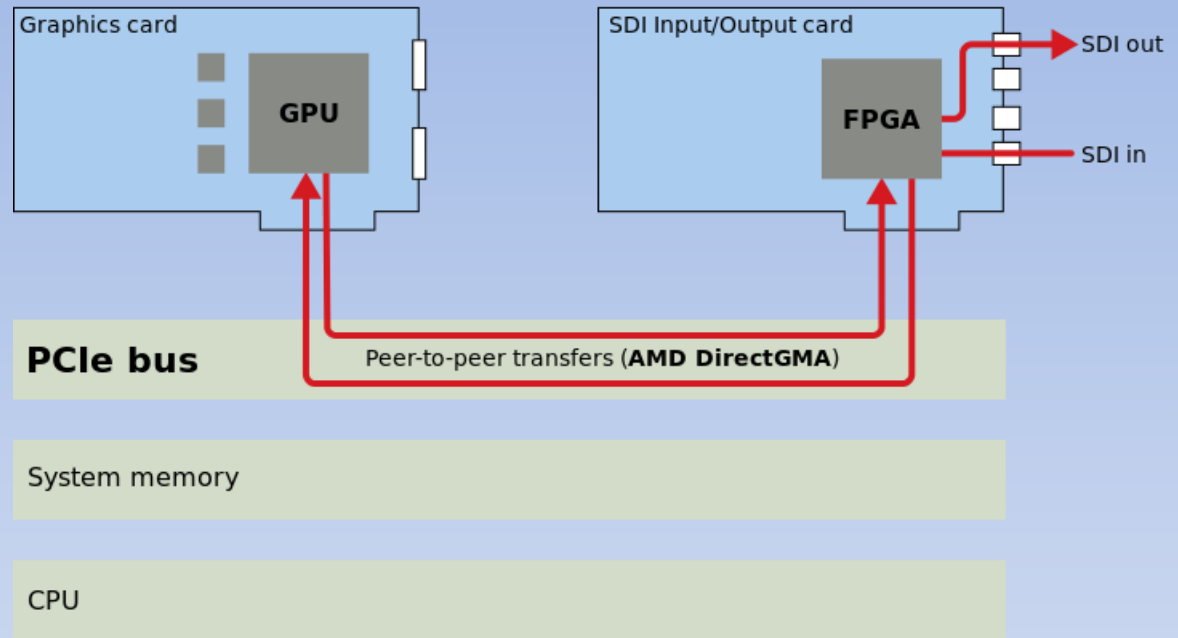 Graphics card
GPU
SDI Input/Output card
FPGA
SDI out
SDI in
PCIe bus
Peer-to-peer transfers (AMD DirectGMA)
System memory
CPU